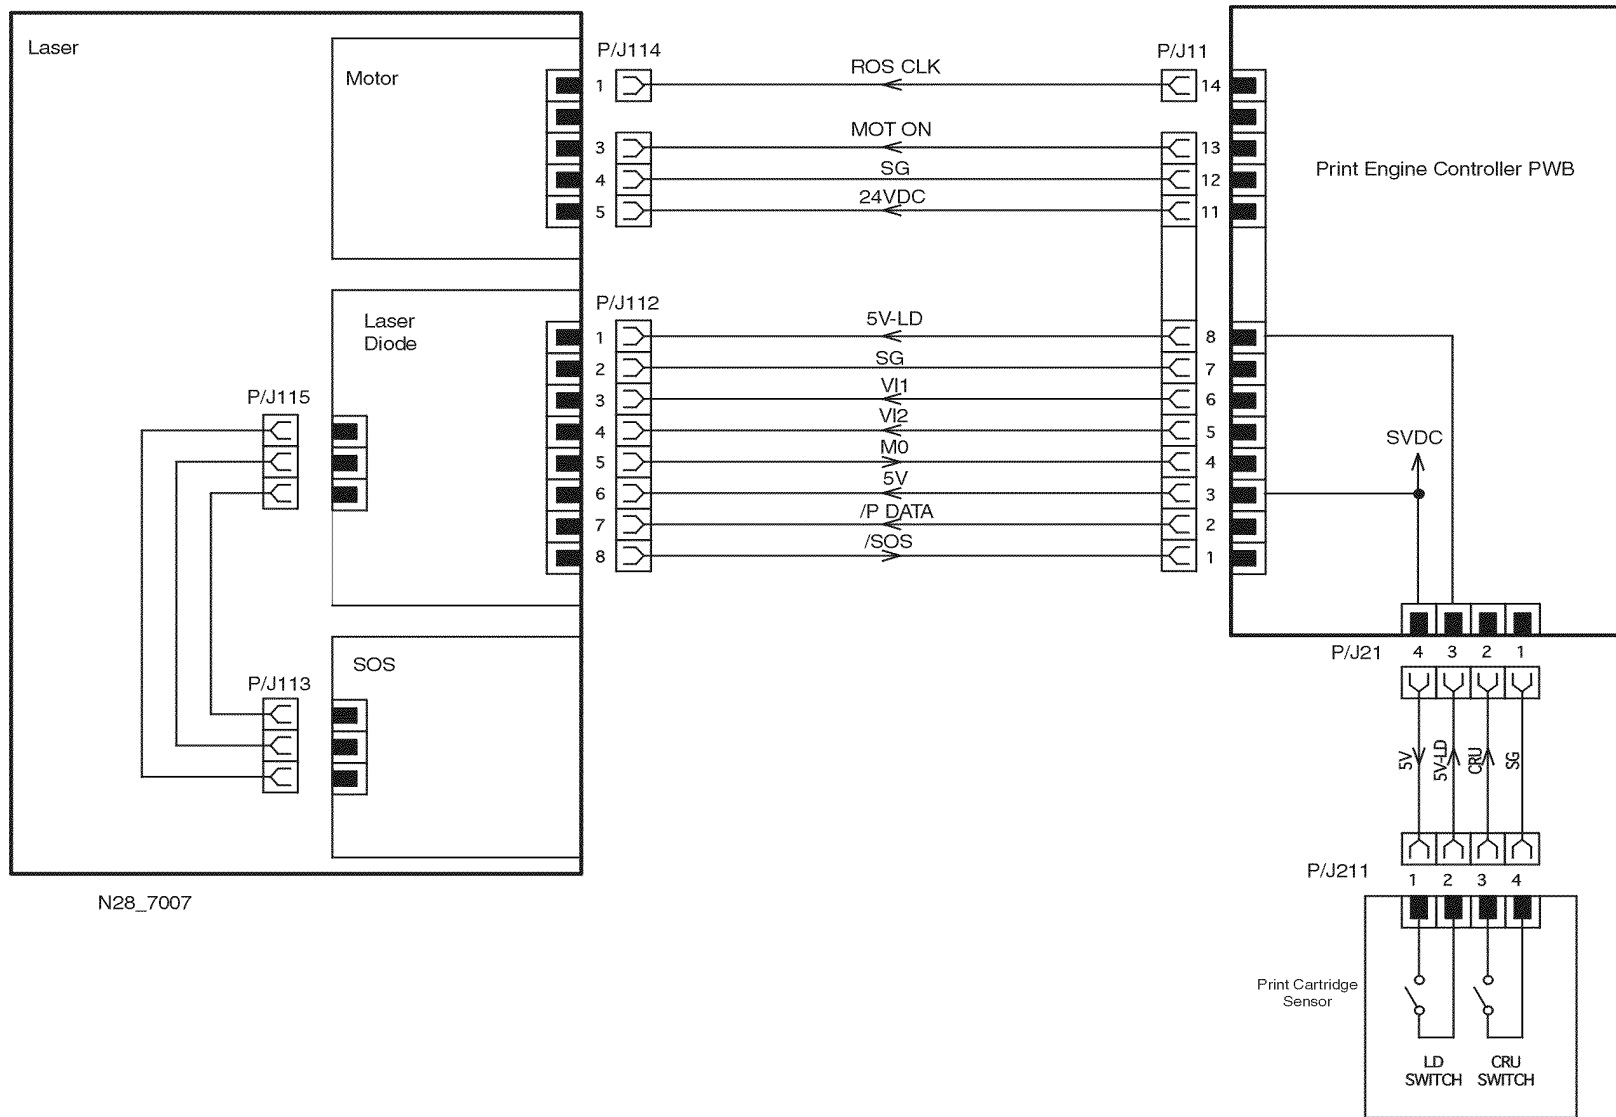 Laser
Motor
P/J114
1
3
4
5
ROS CLK
MOT ON
SG
24VDC
P/J11
14
13
12
11
Print Engine Controller PWB
Laser
Diode
P/J112
1
2
3
4
5
6
7
8
5V-LD
SG
VI1
VI2
M0
5V
/P DATA
/SOS
8
7
6
5
4
3
2
1
SVDC
P/J115
SOS
P/J113
P/J21
4 3 2 1
5V
5V-LD
CRU
SG
P/J211
1 2 3 4
N28_7007
Print Cartridge
Sensor
LD
SWITCH
CRU
SWITCH